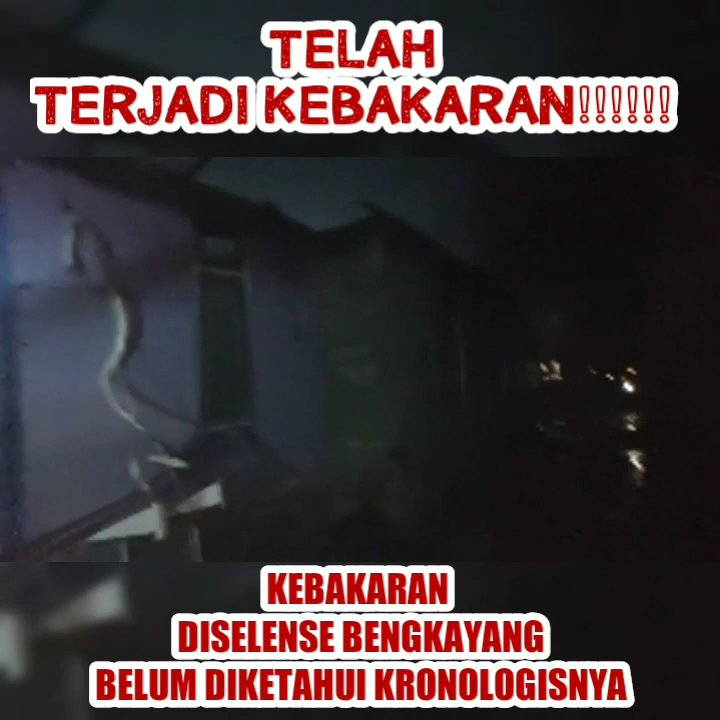 TELAH
TERJADI KEBAKARAN!!!!!!
KEBAKARAN
DISELENSE BENGKAYANG
BELUM DIKETAHUI KRONOLOGISNYA